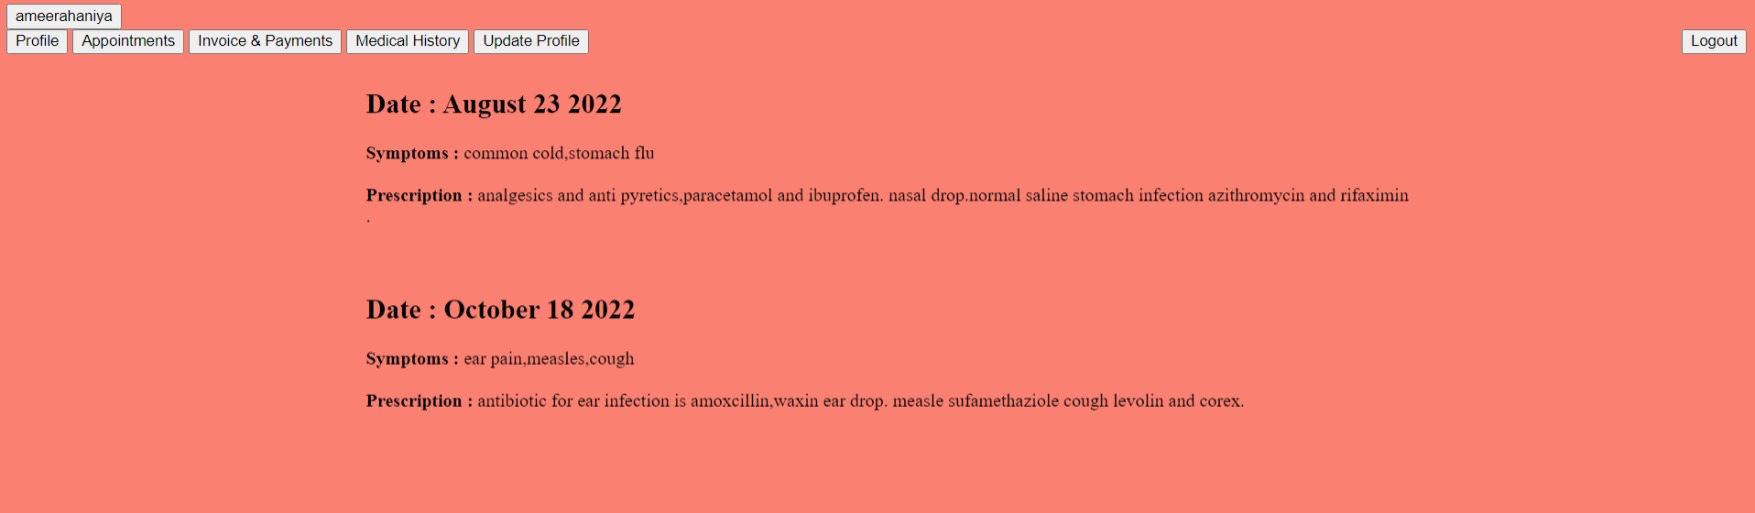 ameerahaniya
Profile Appointments Invoice & Payments Medical History Update Profile Logout
Date : August 23 2022
Symptoms : common cold,stomach flu
Prescription : analgesics and anti pyretics,paracetamol and ibuprofen. nasal drop.normal saline stomach infection azithromycin and rifaximin
.
Date : October 18 2022
Symptoms : ear pain,measles,cough
Prescription : antibiotic for ear infection is amoxcillin,waxin ear drop. measle sufamethaziole cough levolin and corex.